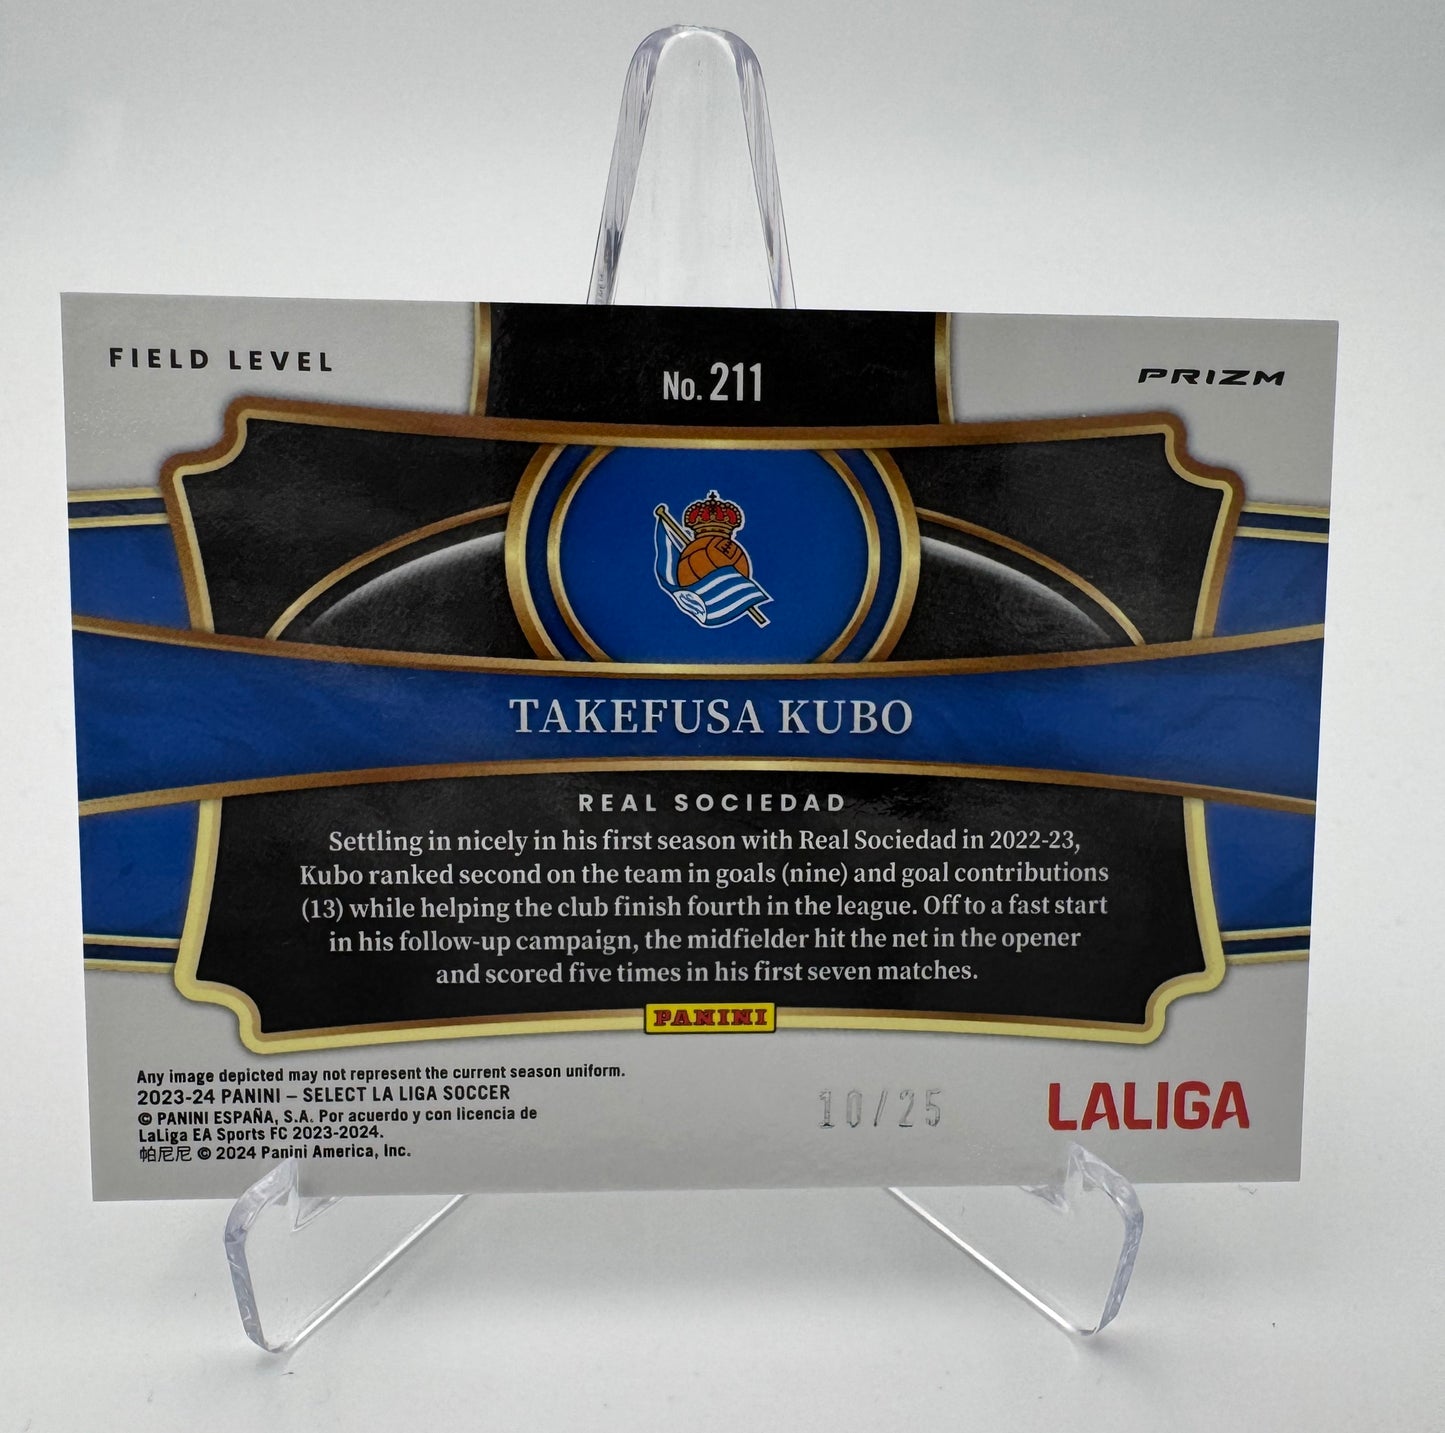 FIELD LEVEL
No. 211
PRIZM
TAKEFUSA KUBO
REAL SOCIEDAD
Settling in nicely in his first season with Real Sociedad in 2022-23,
Kubo ranked second on the team in goals (nine) and goal contributions
(13) while helping the club finish fourth in the league. Off to a fast start
in his follow-up campaign, the midfielder hit the net in the opener
and scored five times in his first seven matches.
PANINI
Any image depicted may not represent the current season uniform.
2023-24 PANINI – SELECT LA LIGA SOCCER
© PANINI ESPAÑA, S.A. Por acuerdo y con licencia de
LaLiga EA Sports FC 2023-2024.
帕尼尼 © 2024 Panini America, Inc.
10/25
LALIGA